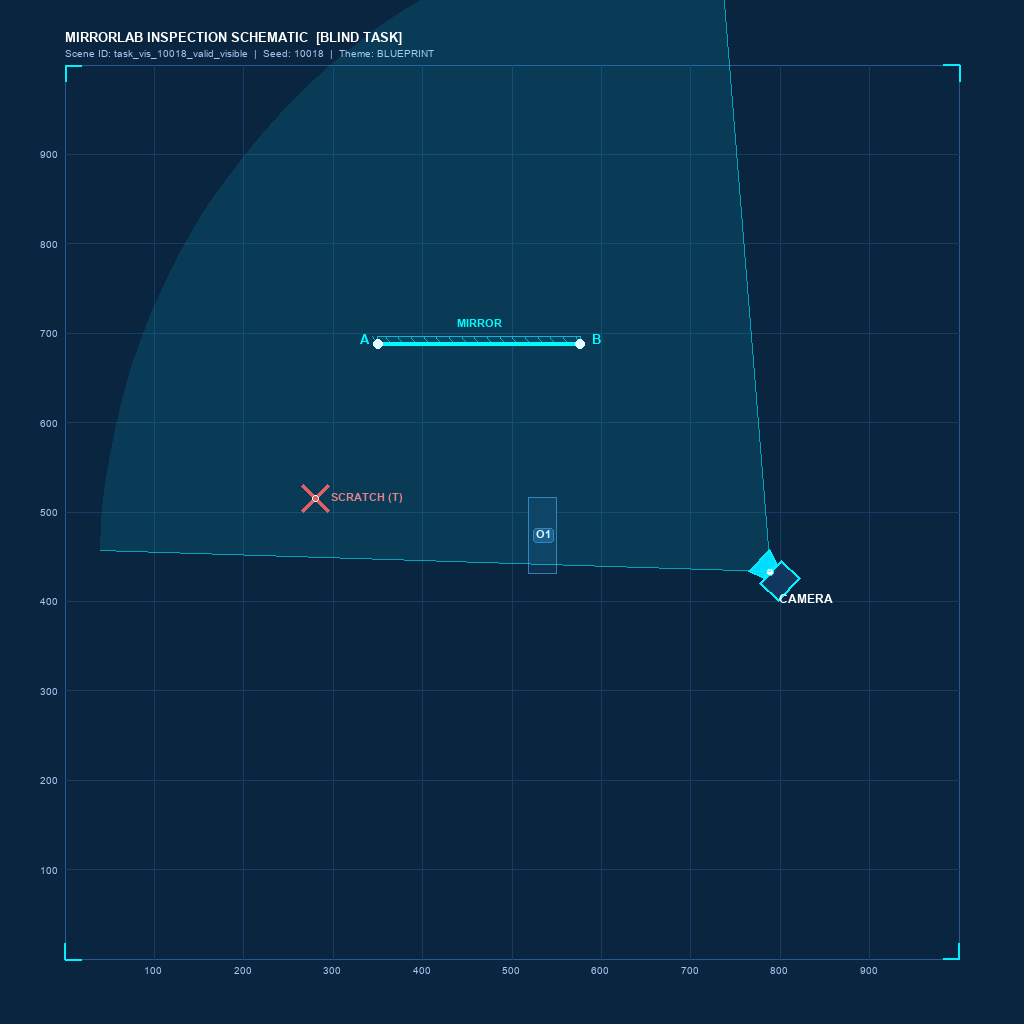 MIRRORLAB INSPECTION SCHEMATIC [BLIND TASK]
Scene ID: task_vis_10018_valid_visible | Seed: 10018 | Theme: BLUEPRINT
900
800
700
600
500
400
300
200
100
MIRROR
A
B
SCRATCH (T)
O1
CAMERA
100 200 300 400 500 600 700 800 900